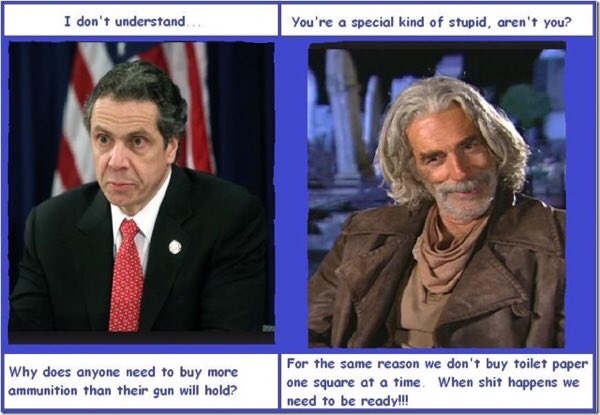 I don't understand...
You're a special kind of stupid, aren't you?
Why does anyone need to buy more
ammunition than their gun will hold?
For the same reason we don't buy toilet paper
one square at a time.  When shit happens we
need to be ready!!!